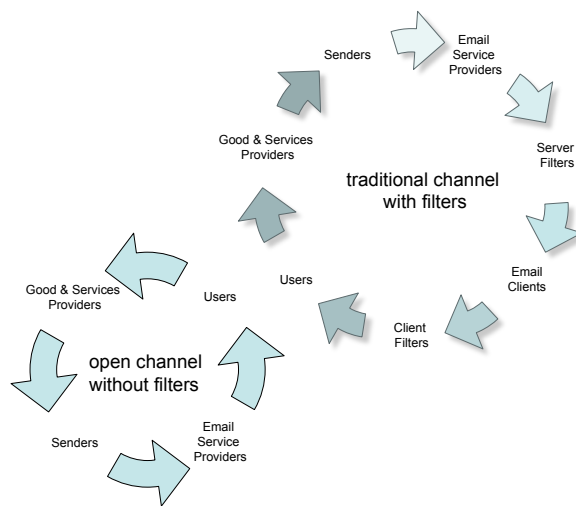 Senders
Email
Service
Providers
Server
Filters
Email
Clients
Client
Filters
Users
Good & Services
Providers
traditional channel
with filters
Users
Good & Services
Providers
Senders
Email
Service
Providers
open channel
without filters